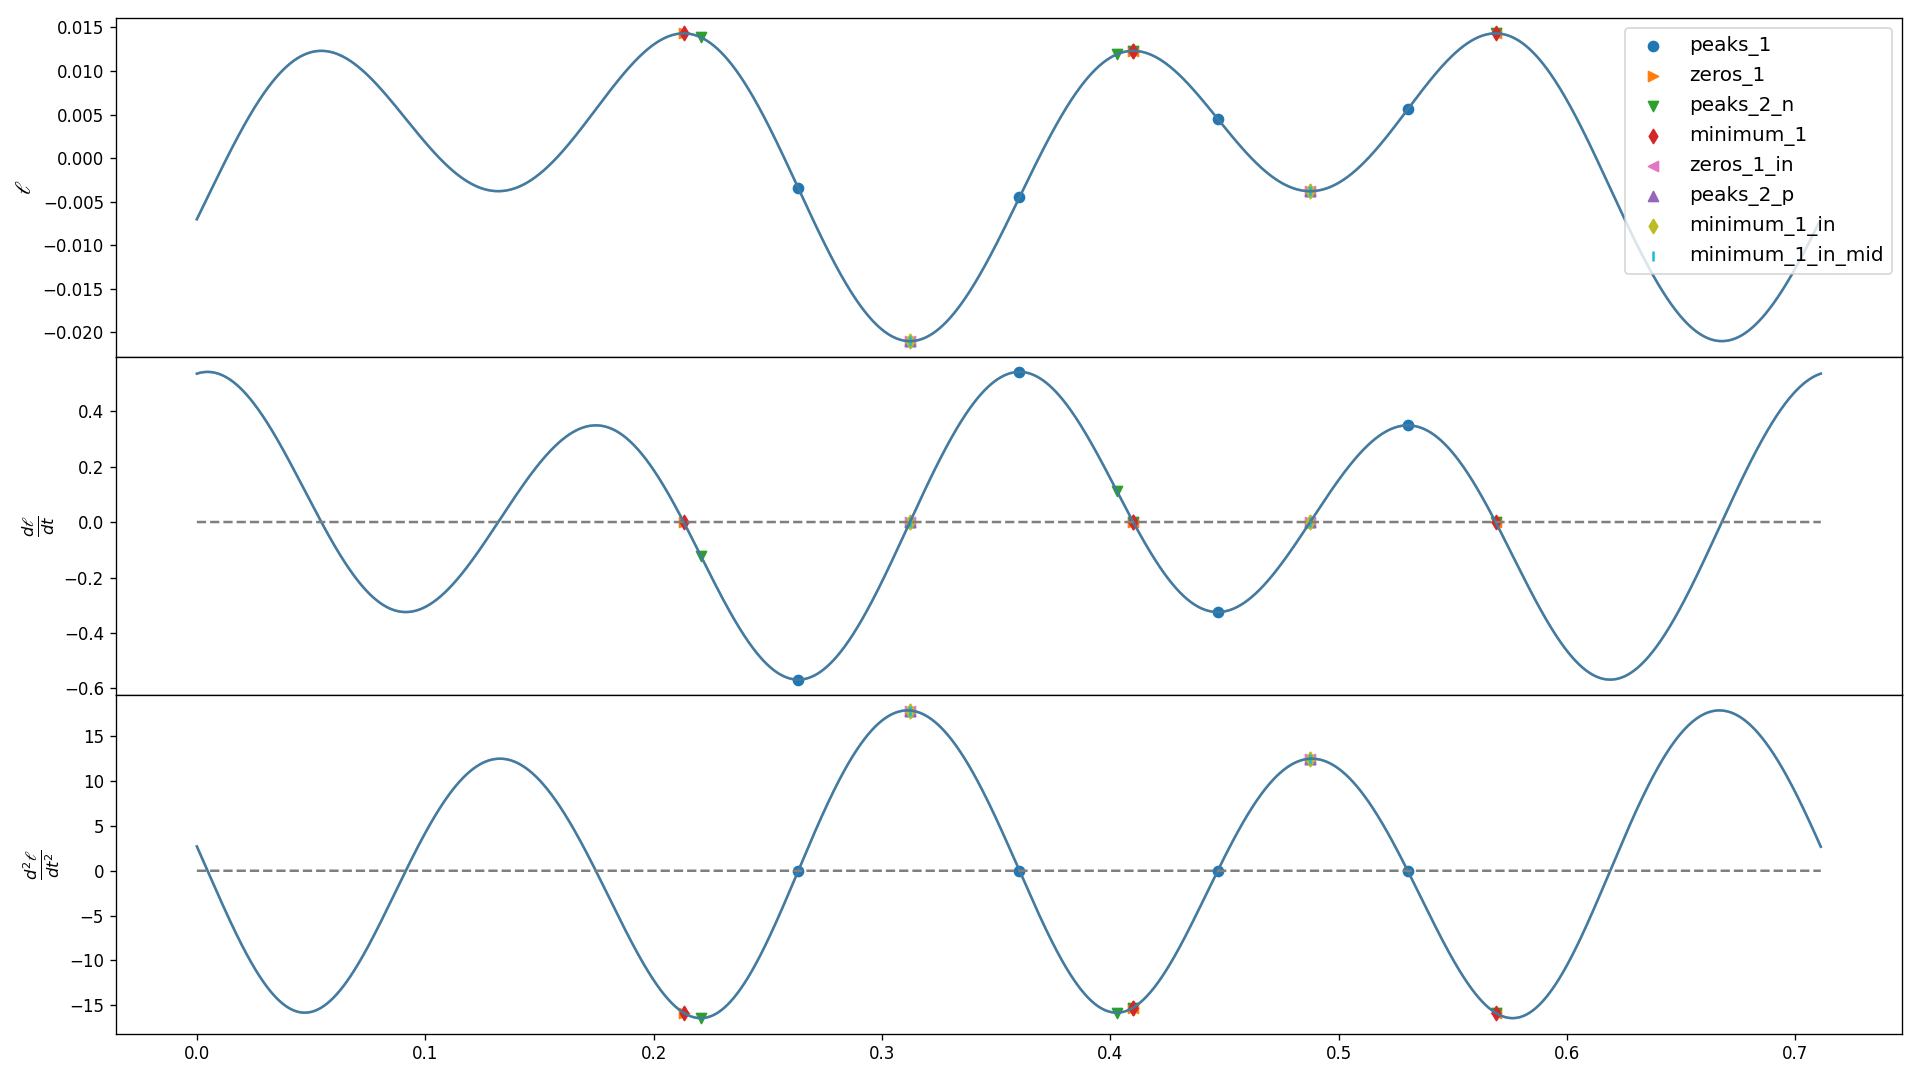 0.015
0.010
0.005
0.000
−0.005
−0.010
−0.015
−0.020
ℓ
peaks_1
zeros_1
peaks_2_n
minimum_1
zeros_1_in
peaks_2_p
minimum_1_in
minimum_1_in_mid
0.4
0.2
0.0
−0.2
−0.4
−0.6
dℓ
dt
15
10
5
0
−5
−10
−15
d²ℓ
dt²
0.0 0.1 0.2 0.3 0.4 0.5 0.6 0.7